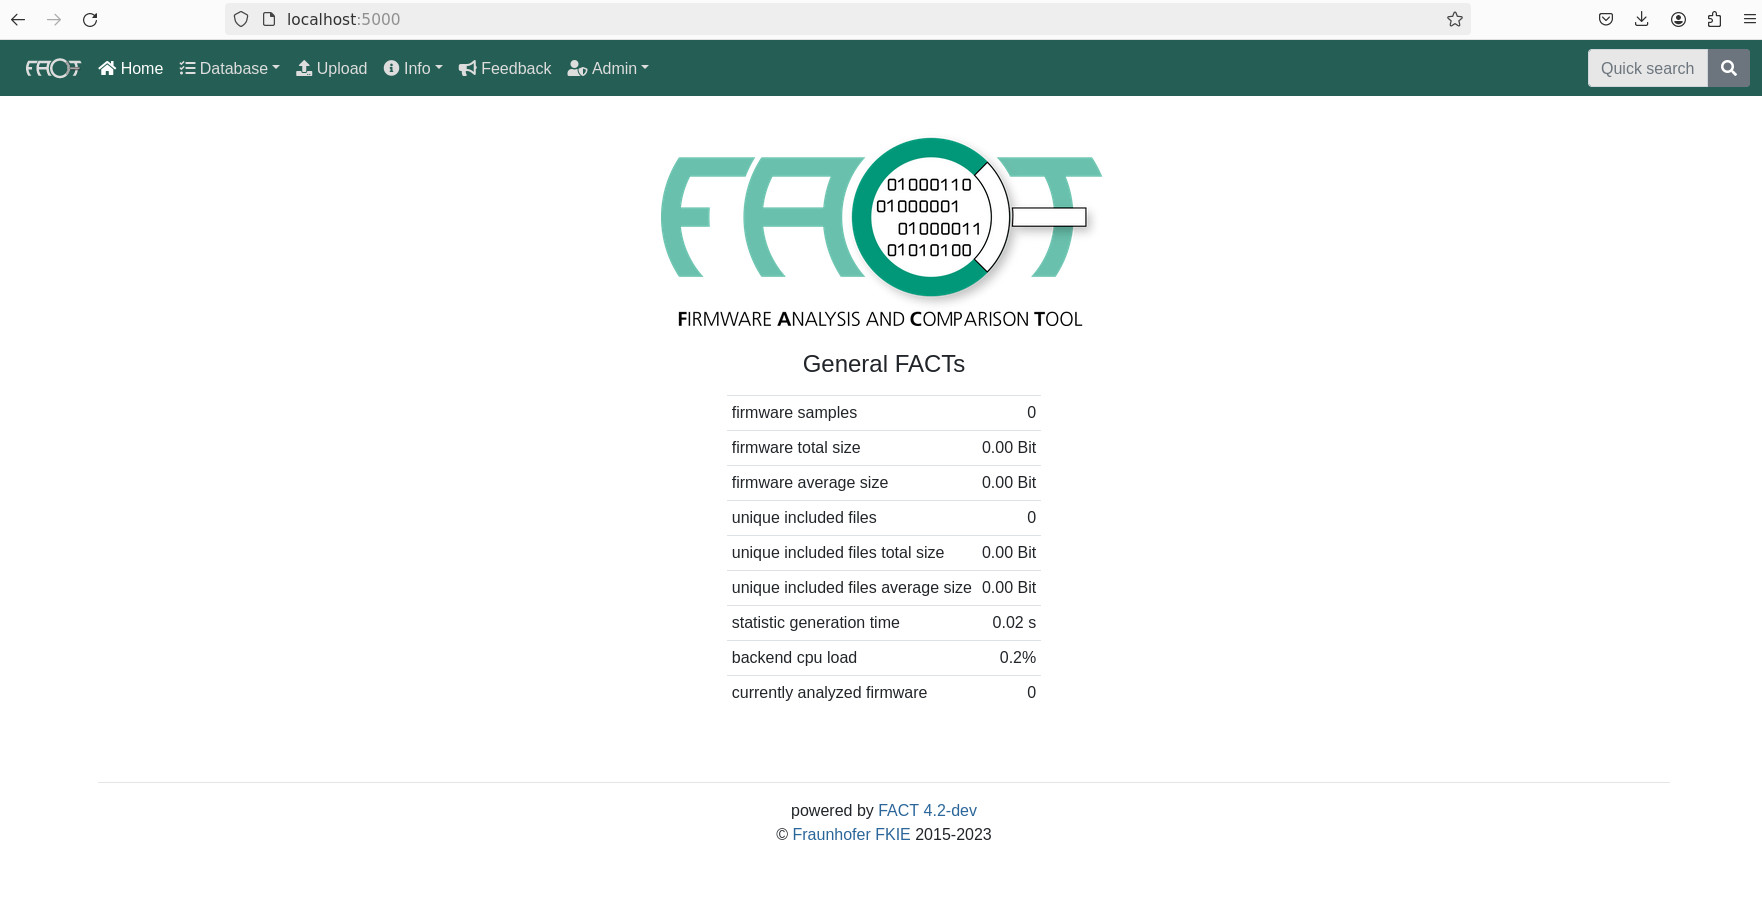 localhost:5000
FACT Home Database Upload Info Feedback Admin Quick search
FACT
01000110
01000001
01000011
01010100
FIRMWARE ANALYSIS AND COMPARISON TOOL
General FACTs
firmware samples 0
firmware total size 0.00 Bit
firmware average size 0.00 Bit
unique included files 0
unique included files total size 0.00 Bit
unique included files average size 0.00 Bit
statistic generation time 0.02 s
backend cpu load 0.2%
currently analyzed firmware 0
powered by FACT 4.2-dev
© Fraunhofer FKIE 2015-2023